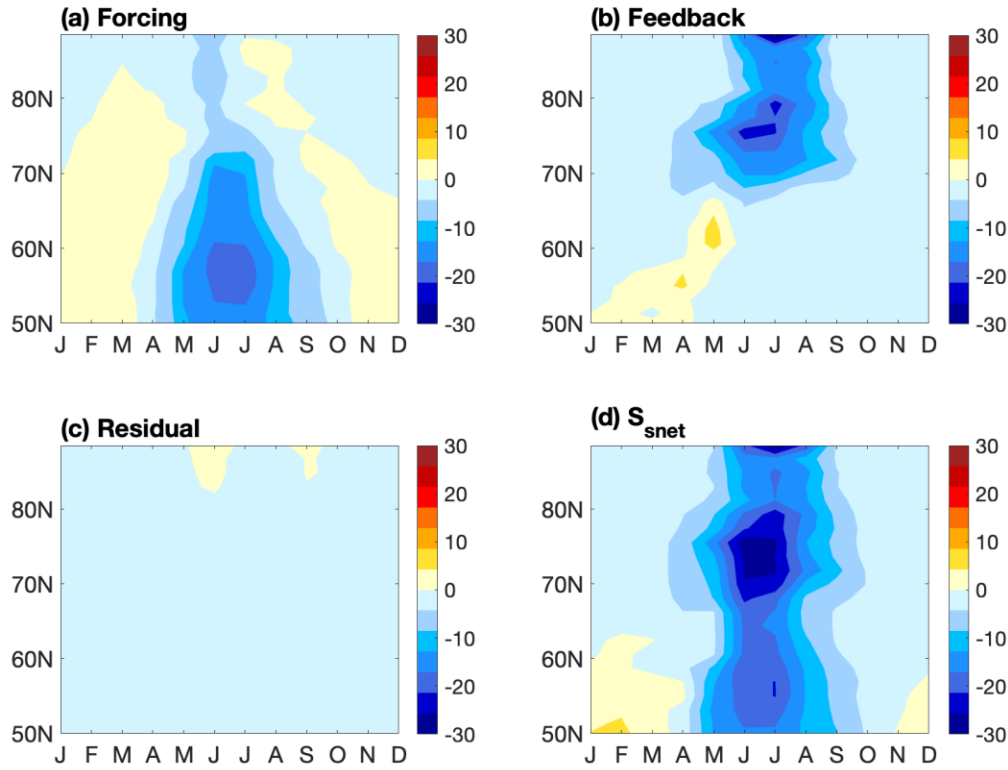 (a) Forcing
(b) Feedback
30
20
10
0
-10
-20
-30
80N
70N
60N
50N
J F M A M J J A S O N D
30
20
10
0
-10
-20
-30
80N
70N
60N
50N
J F M A M J J A S O N D
(c) Residual
(d) Ssnet
30
20
10
0
-10
-20
-30
80N
70N
60N
50N
J F M A M J J A S O N D
30
20
10
0
-10
-20
-30
80N
70N
60N
50N
J F M A M J J A S O N D